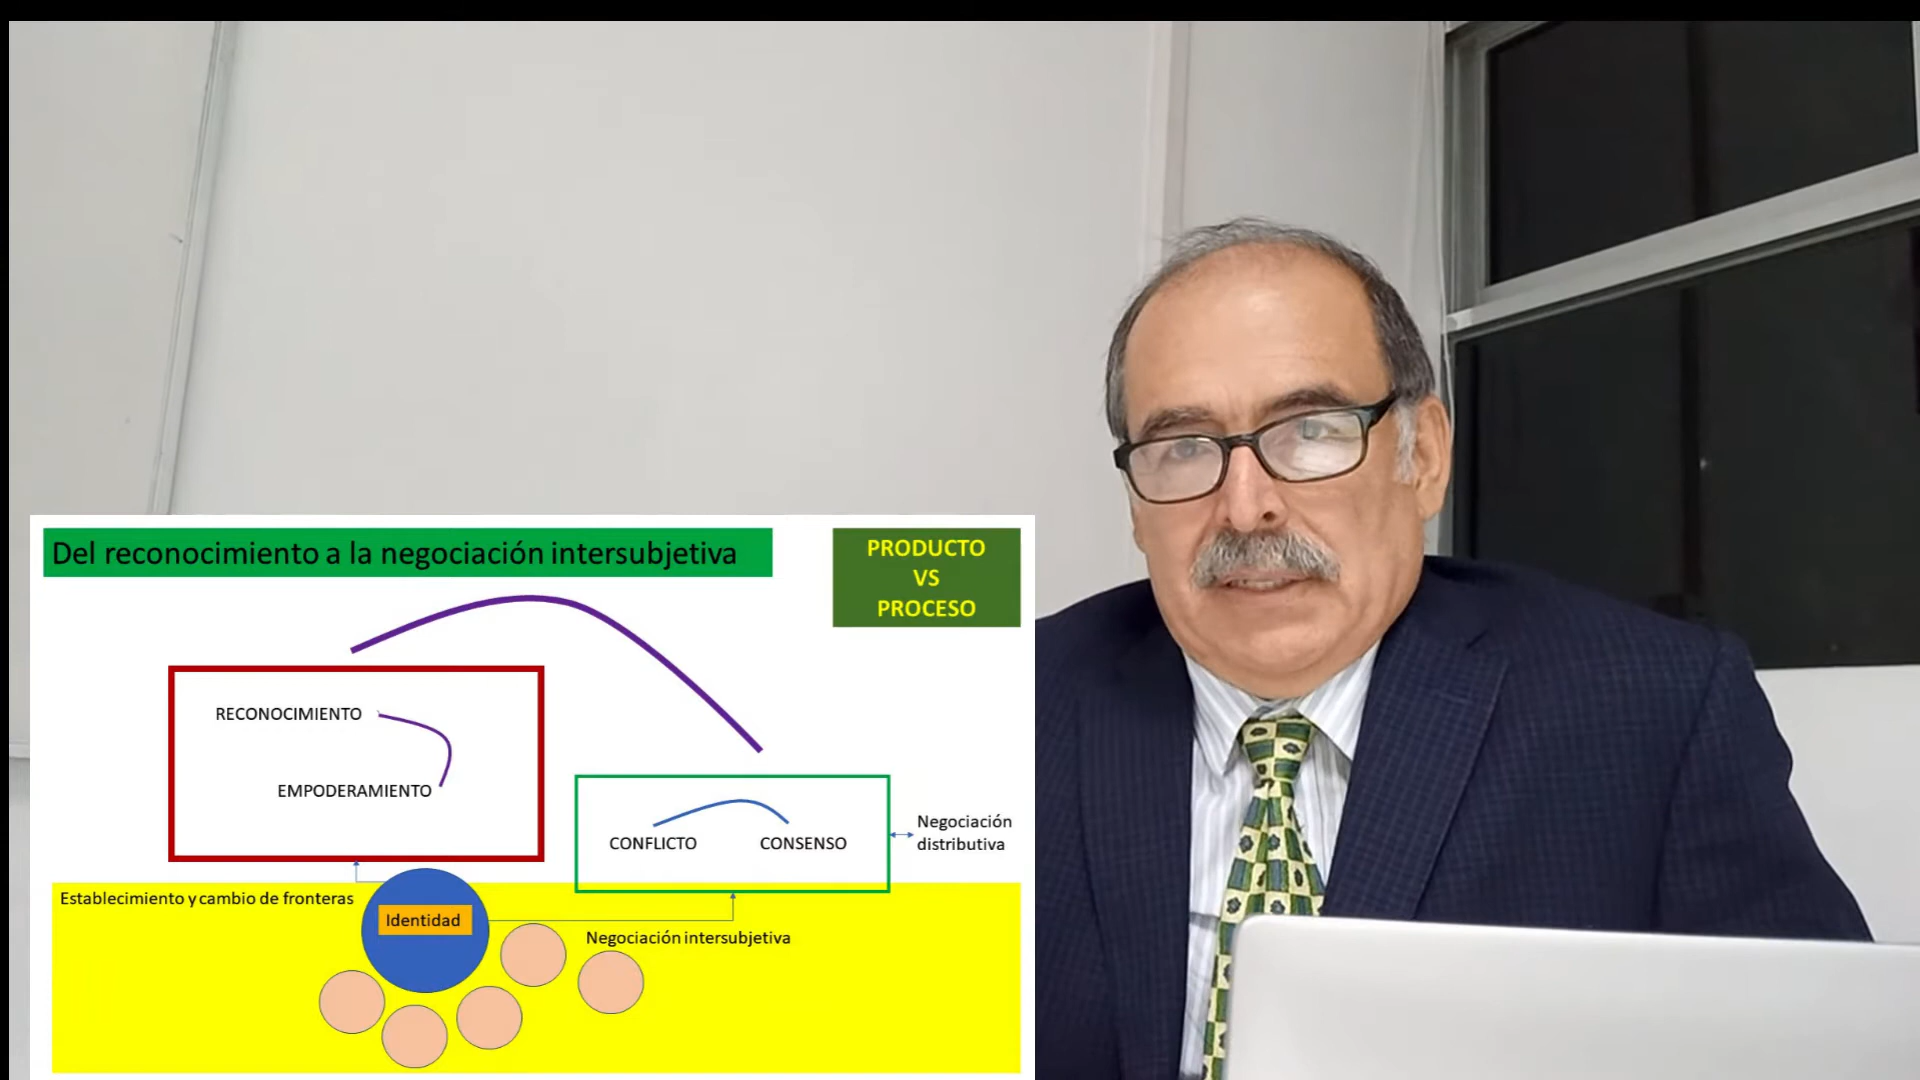 Del reconocimiento a la negociación intersubjetiva
PRODUCTO
VS
PROCESO
RECONOCIMIENTO
EMPODERAMIENTO
CONFLICTO
CONSENSO
Negociación
distributiva
Establecimiento y cambio de fronteras
Identidad
Negociación intersubjetiva